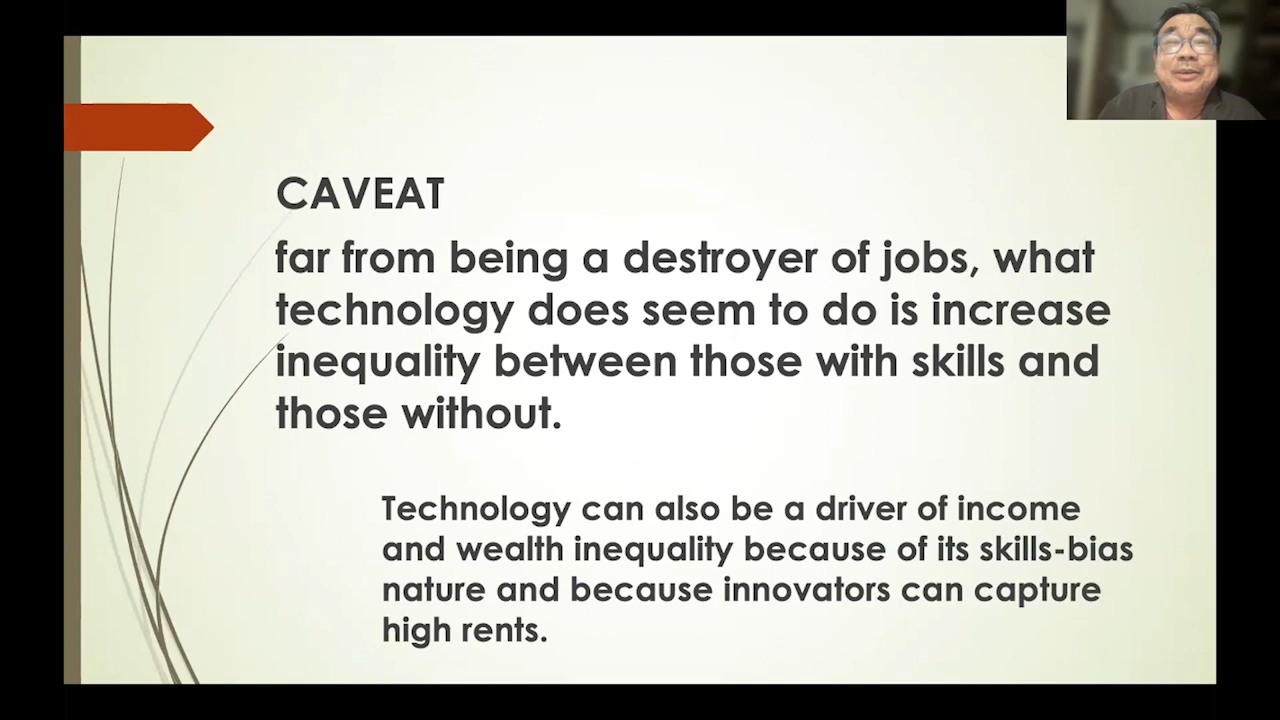 CAVEAT
far from being a destroyer of jobs, what
technology does seem to do is increase
inequality between those with skills and
those without.
Technology can also be a driver of income
and wealth inequality because of its skills-bias
nature and because innovators can capture
high rents.